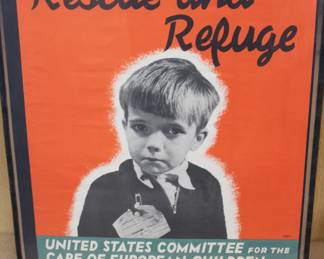 Rescue and
Refuge
UNITED STATES COMMITTEE FOR THE
CARE OF EUROPEAN CHILDREN